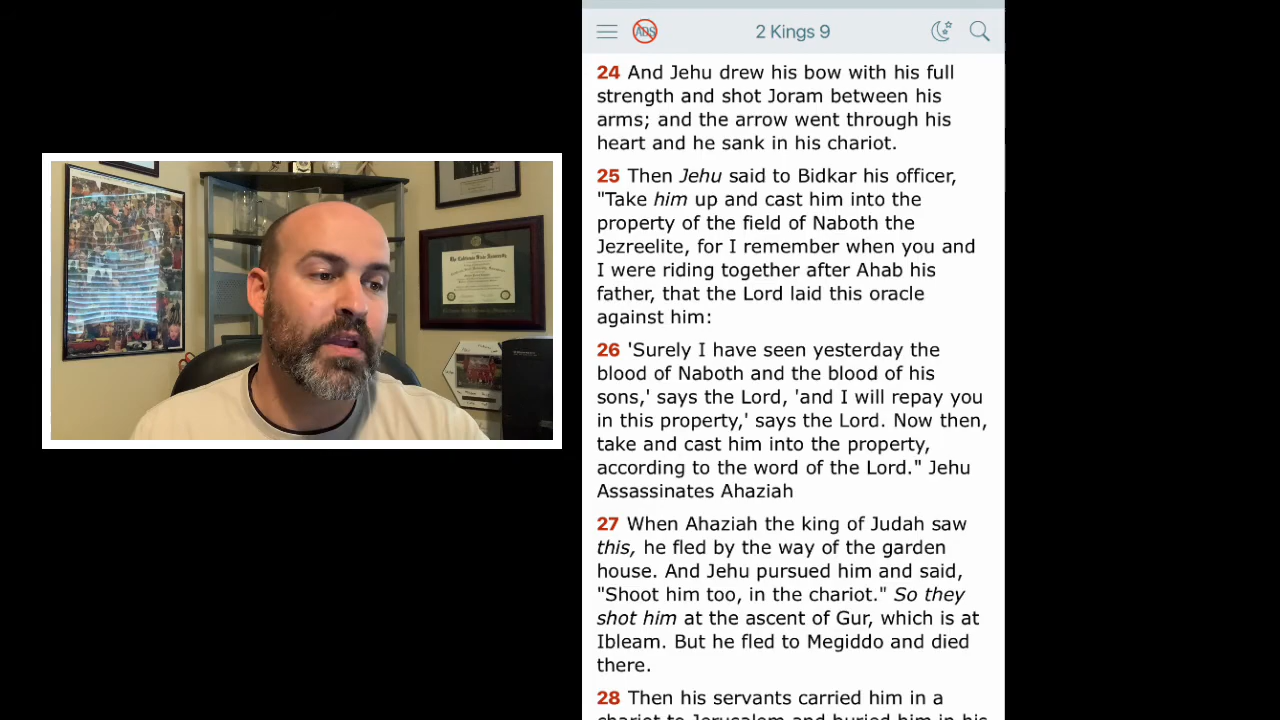 ADS
2 Kings 9
24 And Jehu drew his bow with his full
strength and shot Joram between his
arms; and the arrow went through his
heart and he sank in his chariot.
25 Then Jehu said to Bidkar his officer,
"Take him up and cast him into the
property of the field of Naboth the
Jezreelite, for I remember when you and
I were riding together after Ahab his
father, that the Lord laid this oracle
against him:
26 'Surely I have seen yesterday the
blood of Naboth and the blood of his
sons,' says the Lord, 'and I will repay you
in this property,' says the Lord. Now then,
take and cast him into the property,
according to the word of the Lord." Jehu
Assassinates Ahaziah
27 When Ahaziah the king of Judah saw
this, he fled by the way of the garden
house. And Jehu pursued him and said,
"Shoot him too, in the chariot." So they
shot him at the ascent of Gur, which is at
Ibleam. But he fled to Megiddo and died
there.
28 Then his servants carried him in a
chariot to Jerusalem and buried him in his